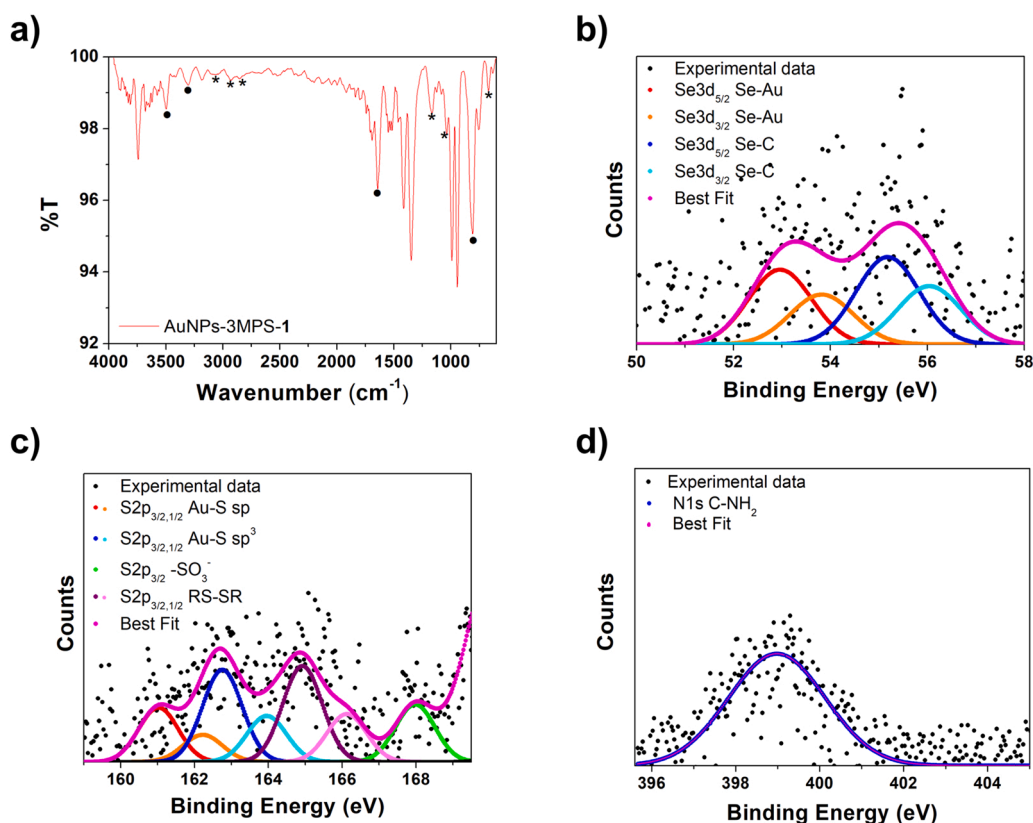 a)
100
98
96
94
92
%T
AuNPs-3MPS-1
4000 3500 3000 2500 2000 1500 1000
Wavenumber (cm⁻¹)
b)
Experimental data
Se3d₅/₂ Se-Au
Se3d₃/₂ Se-Au
Se3d₅/₂ Se-C
Se3d₃/₂ Se-C
Best Fit
Counts
50 52 54 56 58
Binding Energy (eV)
c)
Experimental data
S2p₃/₂,₁/₂ Au-S sp
S2p₃/₂,₁/₂ Au-S sp³
S2p₃/₂ -SO₃⁻
S2p₃/₂,₁/₂ RS-SR
Best Fit
Counts
160 162 164 166 168
Binding Energy (eV)
d)
Experimental data
N1s C-NH₂
Best Fit
Counts
396 398 400 402 404
Binding Energy (eV)